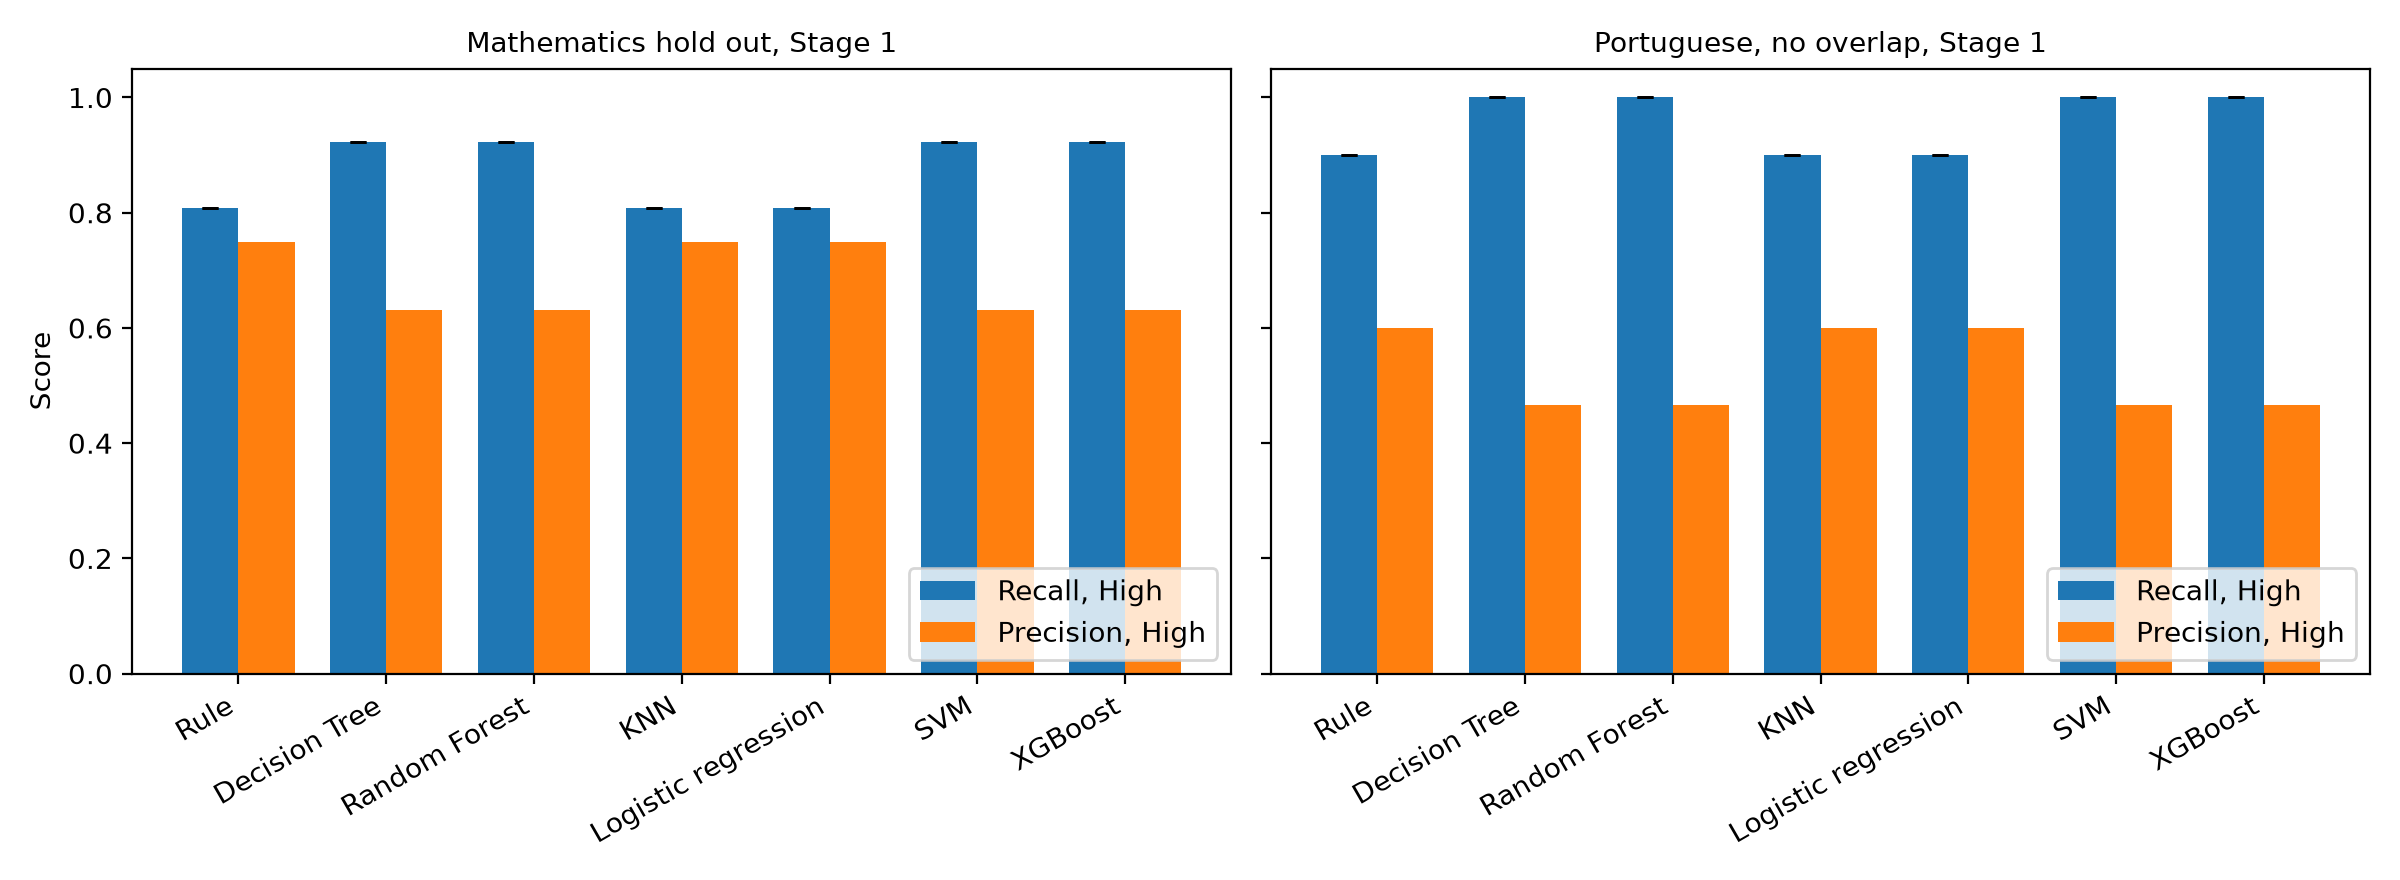 Mathematics hold out, Stage 1
Score
1.0
0.8
0.6
0.4
0.2
0.0
Rule
Decision Tree
Random Forest
KNN
Logistic regression
SVM
XGBoost
Recall, High
Precision, High
Portuguese, no overlap, Stage 1
Rule
Decision Tree
Random Forest
KNN
Logistic regression
SVM
XGBoost
Recall, High
Precision, High